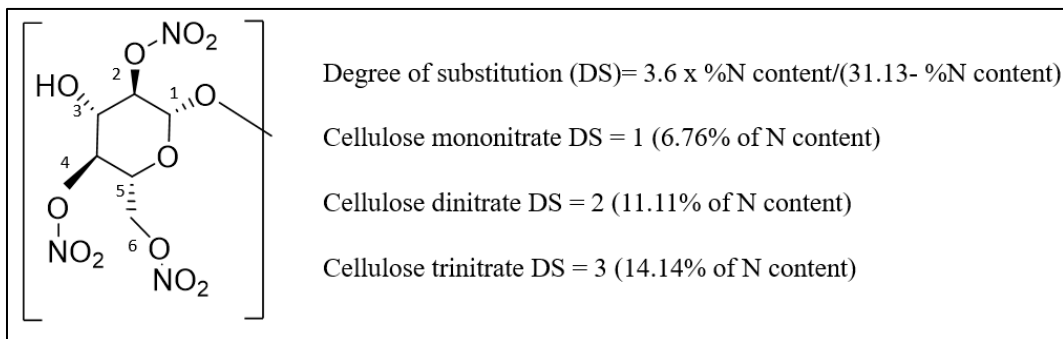 O-NO2
2
HO
3
1
O
O
4
5
O
NO2
6
O
NO2
Degree of substitution (DS)= 3.6 x %N content/(31.13- %N content)
Cellulose mononitrate DS = 1 (6.76% of N content)
Cellulose dinitrate DS = 2 (11.11% of N content)
Cellulose trinitrate DS = 3 (14.14% of N content)